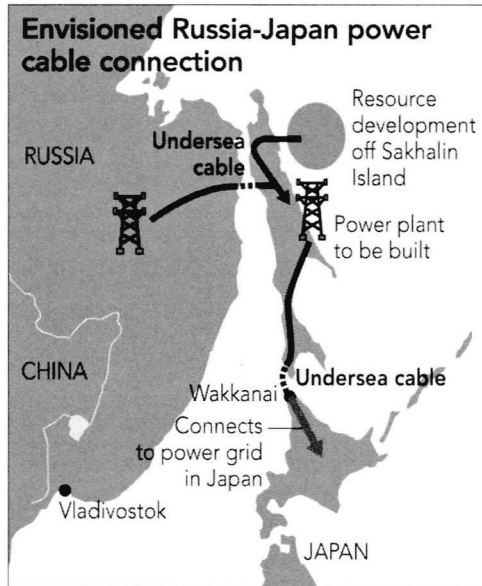 Envisioned Russia-Japan power
cable connection
Resource
development
off Sakhalin
Island
Undersea
cable
RUSSIA
Power plant
to be built
CHINA
Undersea cable
Wakkanai
Connects
to power grid
in Japan
Vladivostok
JAPAN